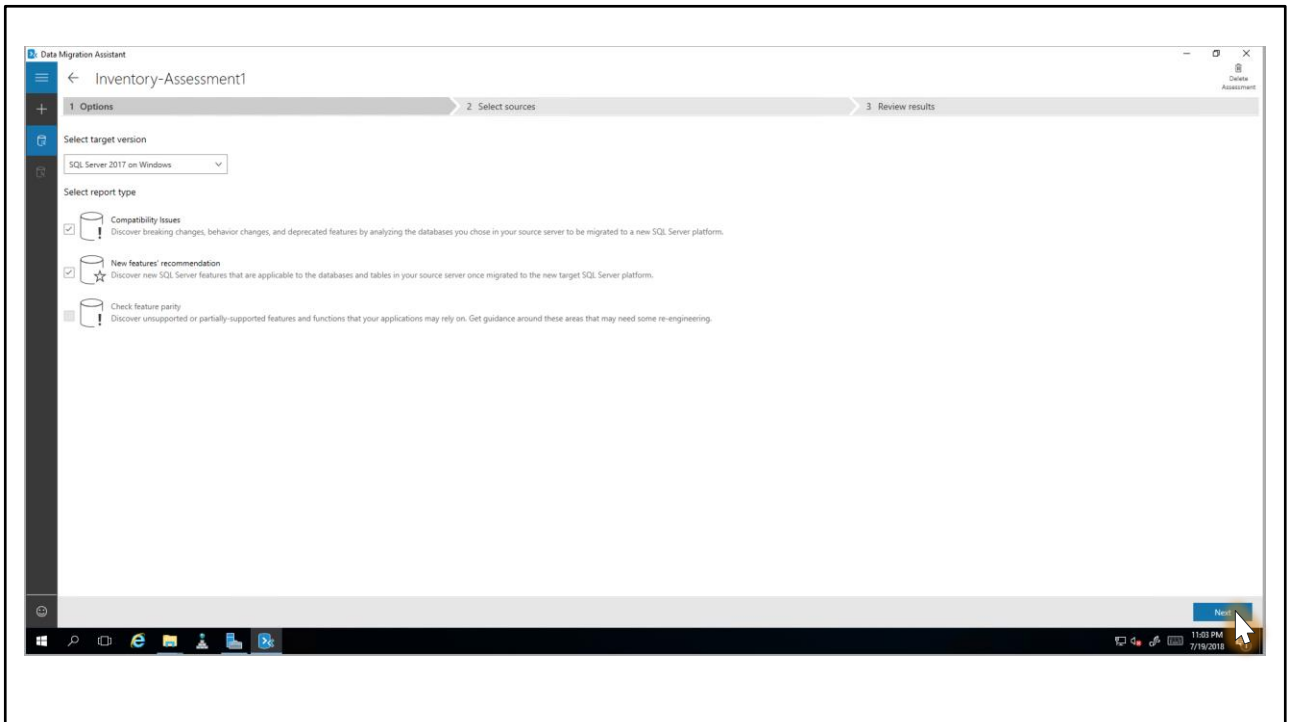 Data Migration Assistant
Inventory-Assessment1
Delete
Assessment
1 Options
2 Select sources
3 Review results
Select target version
SQL Server 2017 on Windows
Select report type
Compatibility Issues
Discover breaking changes, behavior changes, and deprecated features by analyzing the databases you chose in your source server to be migrated to a new SQL Server platform.
New features' recommendation
Discover new SQL Server features that are applicable to the databases and tables in your source server once migrated to the new target SQL Server platform.
Check feature parity
Discover unsupported or partially-supported features and functions that your applications may rely on. Get guidance around these areas that may need some re-engineering.
Next
11:03 PM
7/19/2018